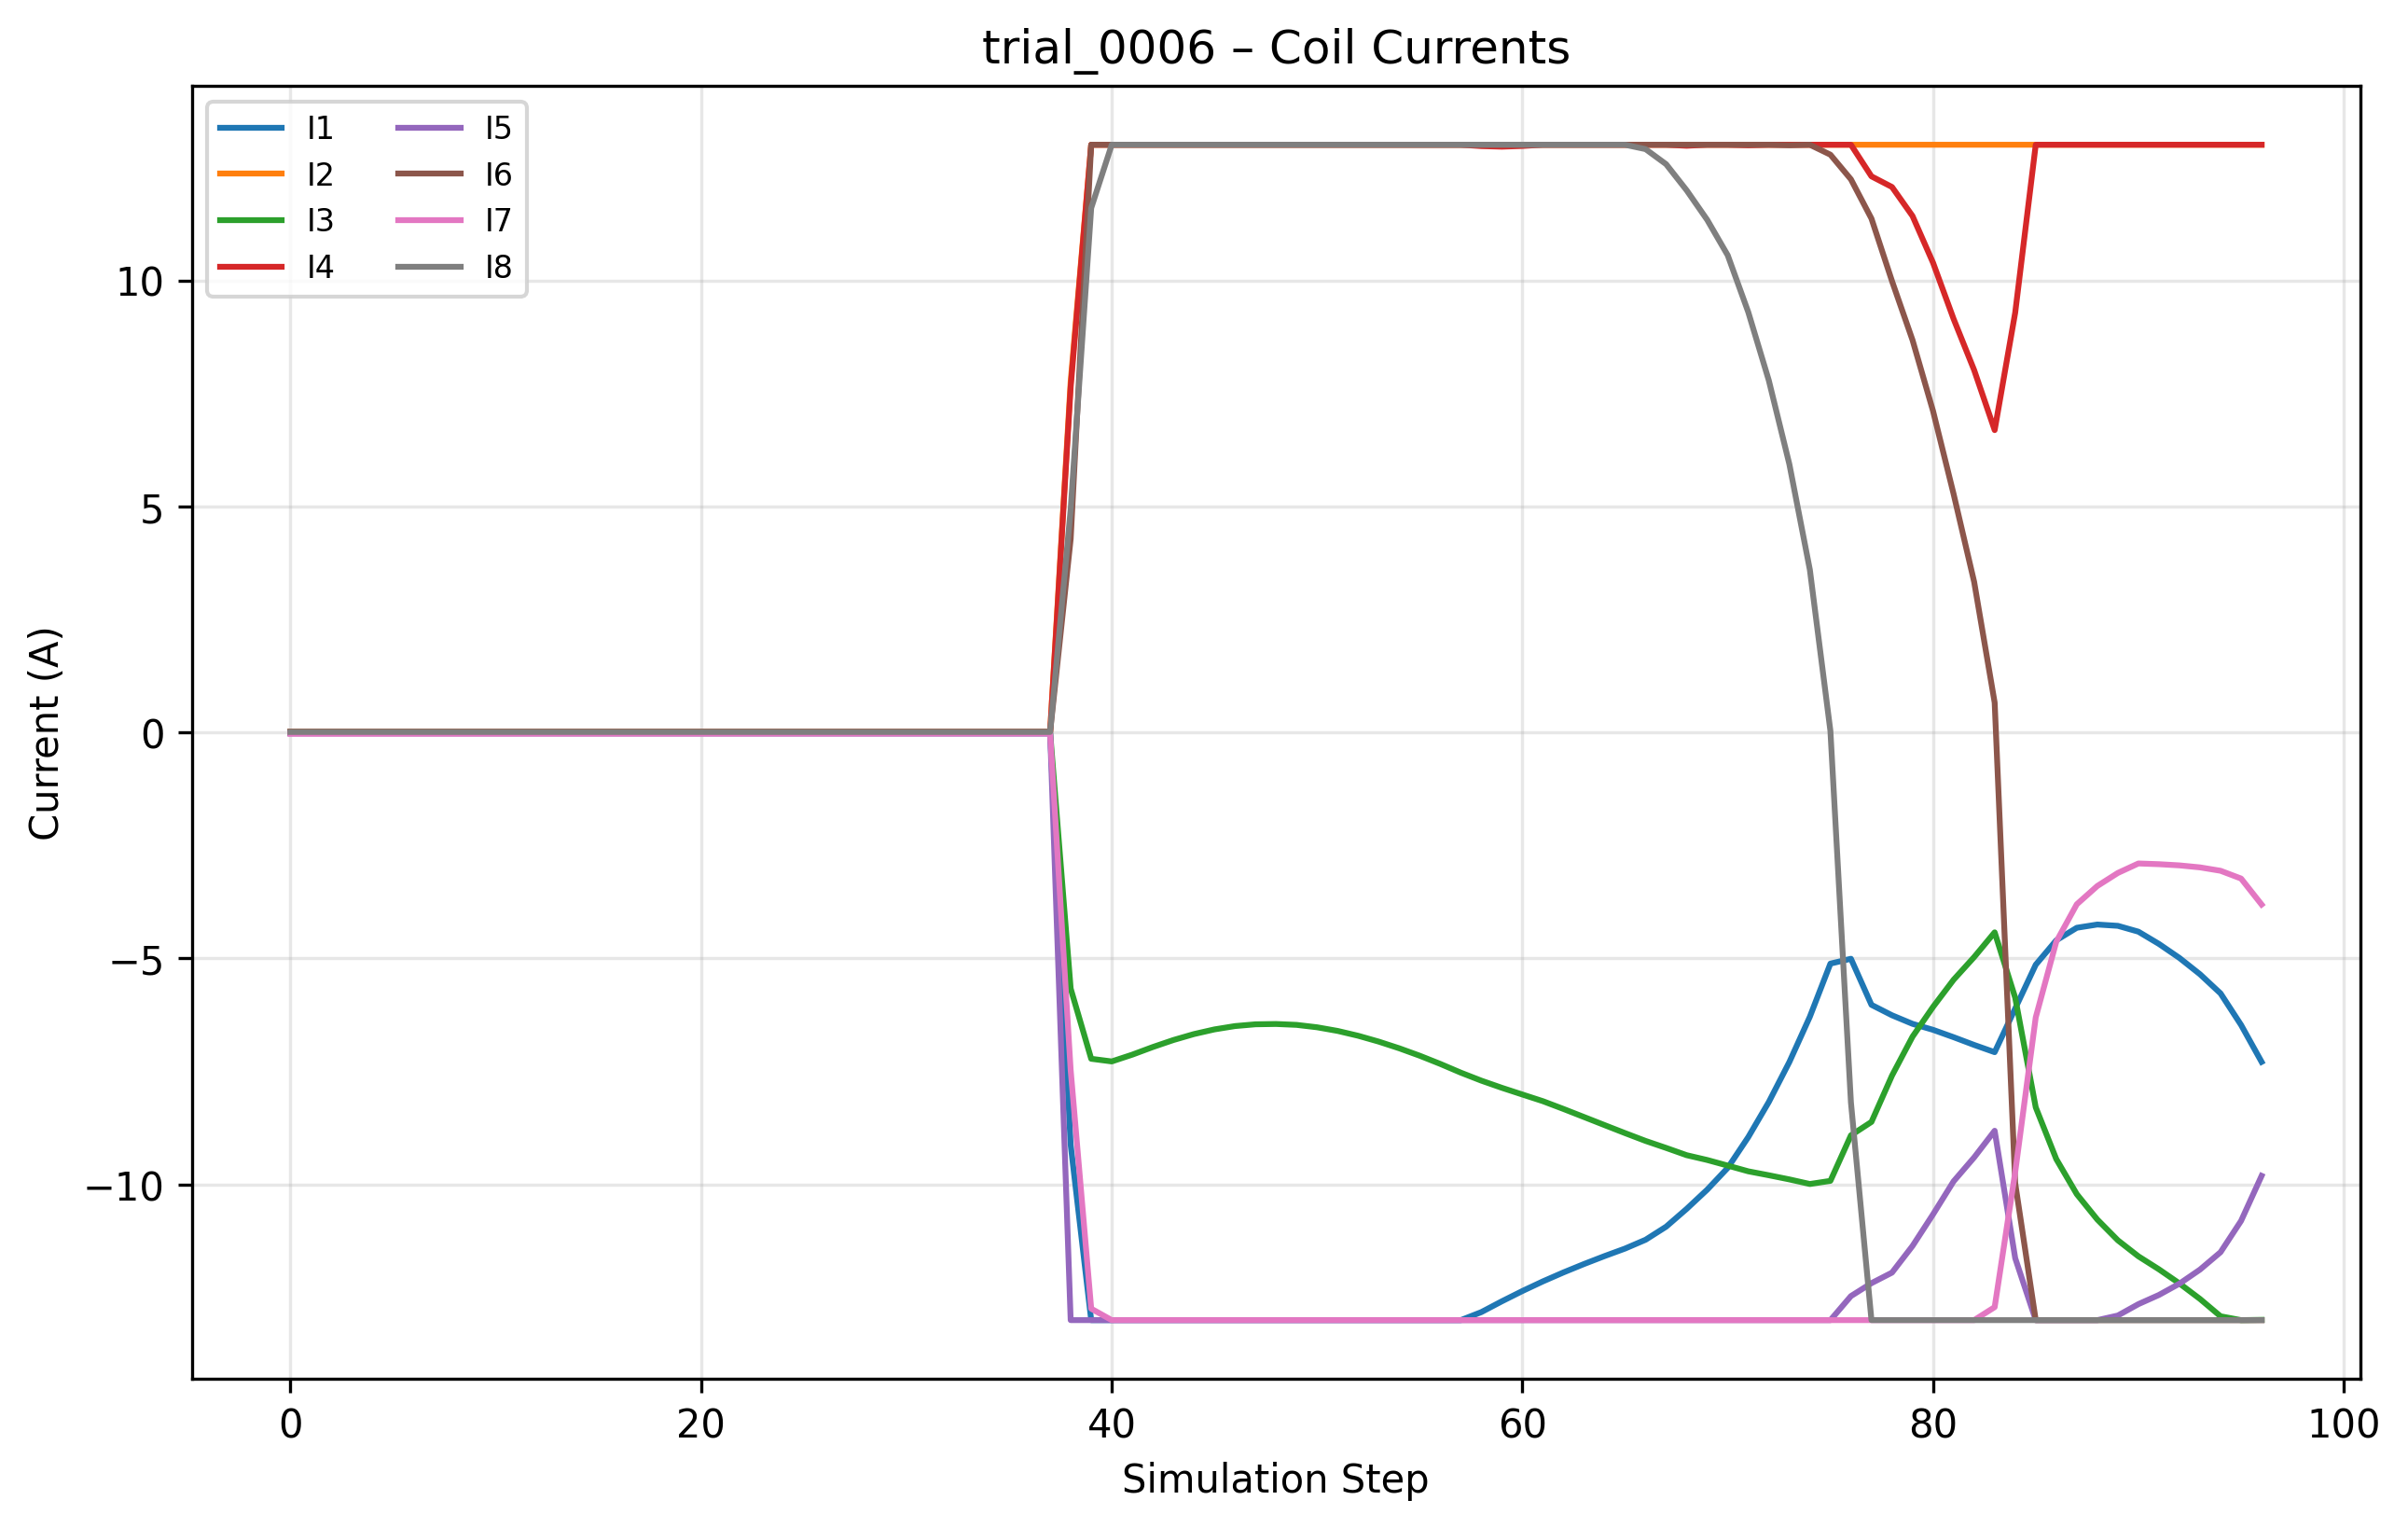 trial_0006 – Coil Currents
I1 I5
I2 I6
I3 I7
I4 I8
10
5
0
−5
−10
Current (A)
0 20 40 60 80 100
Simulation Step